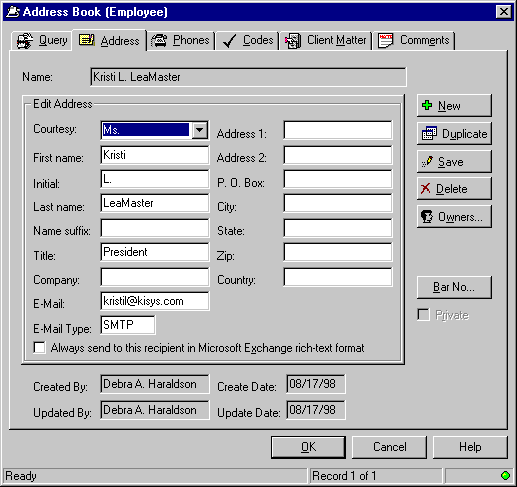 Address Book (Employee)
Query Address Phones Codes Client Matter Comments
Name: Kristi L. LeaMaster
Edit Address
Courtesy: Ms.
First name: Kristi
Initial: L.
Last name: LeaMaster
Name suffix:
Title: President
Company:
E-Mail: kristil@kisys.com
E-Mail Type: SMTP
Address 1:
Address 2:
P. O. Box:
City:
State:
Zip:
Country:
Always send to this recipient in Microsoft Exchange rich-text format
New
Duplicate
Save
Delete
Owners...
Bar No...
Private
Created By: Debra A. Haraldson Create Date: 08/17/98
Updated By: Debra A. Haraldson Update Date: 08/17/98
OK Cancel Help
Ready Record 1 of 1